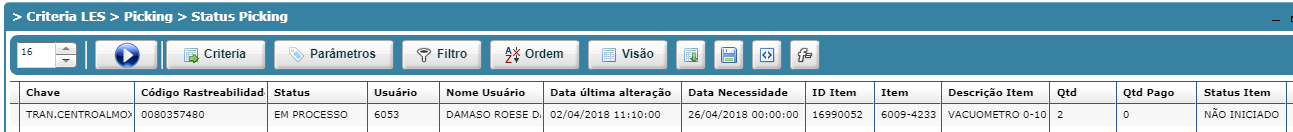 > Criteria LES > Picking > Status Picking
16 Criteria Parâmetros Filtro Ordem Visão
Chave Código Rastreabilidad Status Usuário Nome Usuário Data última alteração Data Necessidade ID Item Item Descrição Item Qtd Qtd Pago Status Item
TRAN.CENTROALMOX 0080357480 EM PROCESSO 6053 DAMASO ROESE D 02/04/2018 11:10:00 26/04/2018 00:00:00 16990052 6009-4233 VACUOMETRO 0-10 2 0 NÃO INICIADO